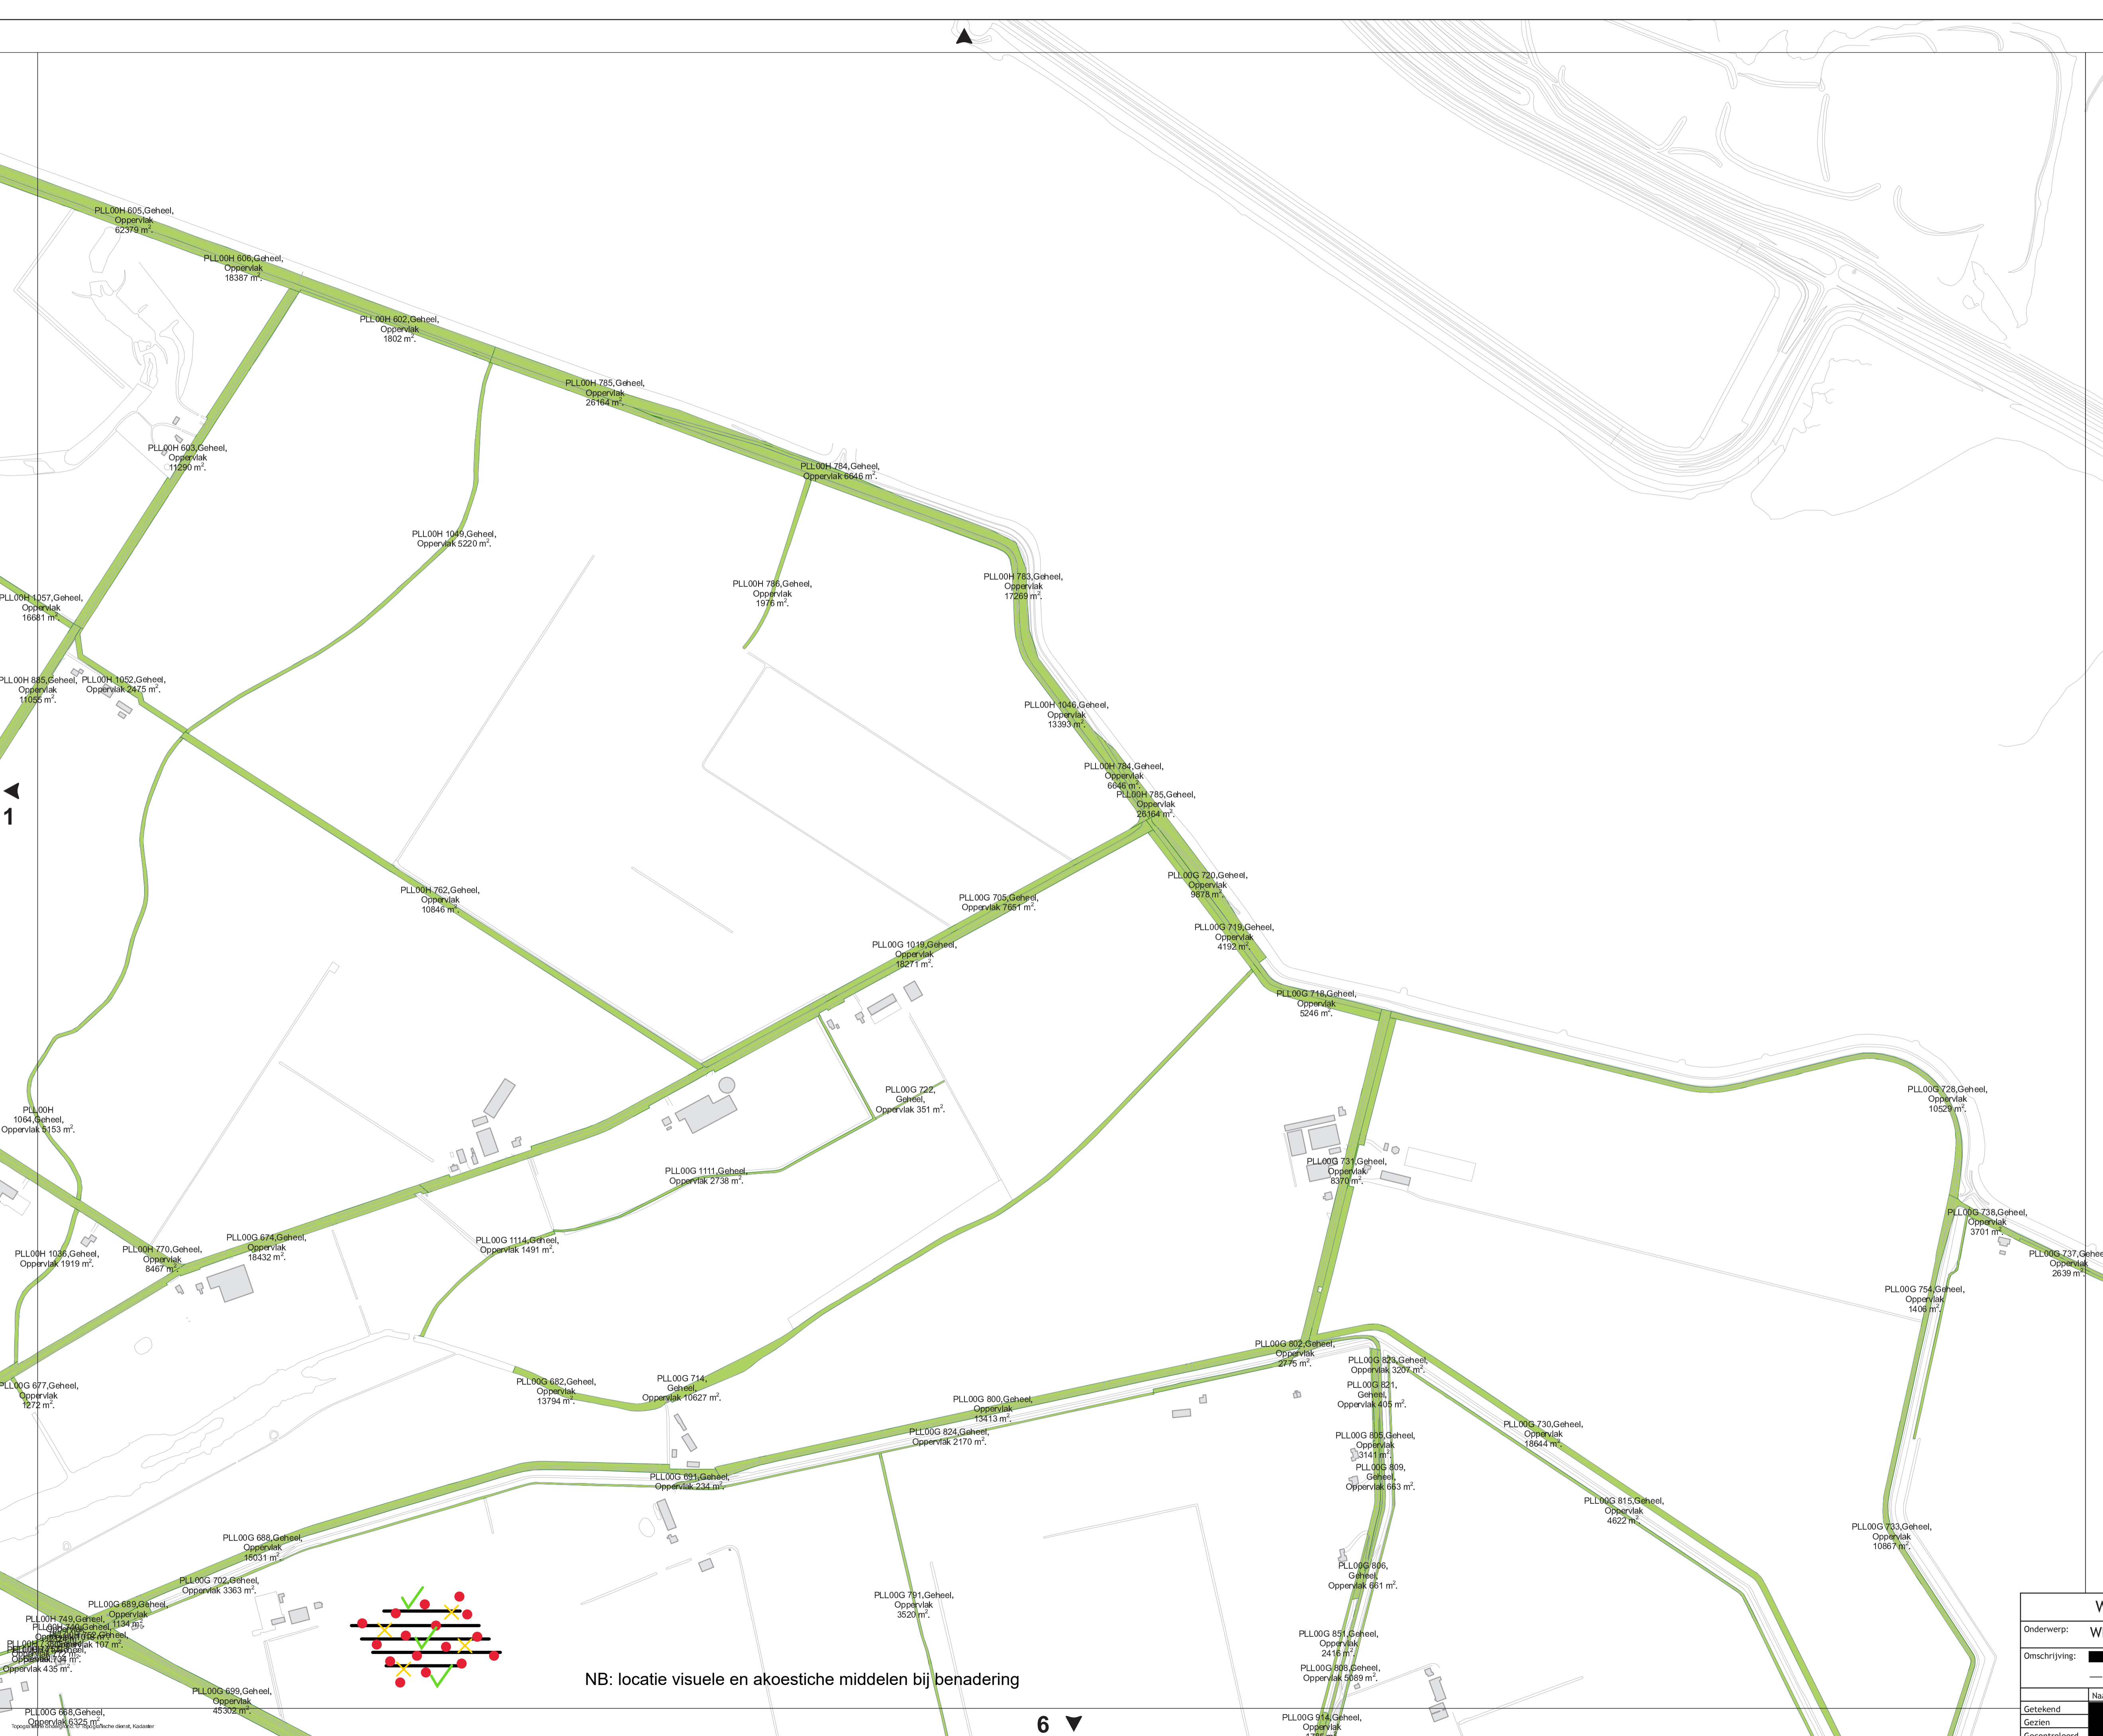 PLL00H 605,Geheel,
Oppervlak
62379 m².
PLL00H 606,Geheel,
Oppervlak
18387 m².
PLL00H 602,Geheel,
Oppervlak
1802 m².
PLL00H 785,Geheel,
Oppervlak
26164 m².
PLL00H 603,Geheel,
Oppervlak
11290 m².
PLL00H 784,Geheel,
Oppervlak 6646 m².
PLL00H 1049,Geheel,
Oppervlak 5220 m².
PLL00H 786,Geheel,
Oppervlak
1976 m².
PLL00H 783,Geheel,
Oppervlak
17269 m².
PLL00H 1057,Geheel,
Oppervlak
16681 m².
PLL00H 885,Geheel,
Oppervlak
11055 m².
PLL00H 1052,Geheel,
Oppervlak 2475 m².
PLL00H 1046,Geheel,
Oppervlak
13393 m².
PLL00H 784,Geheel,
Oppervlak
6646 m².
PLL00H 785,Geheel,
Oppervlak
26164 m².
1
PLL00H 762,Geheel,
Oppervlak
10846 m².
PLL00G 705,Geheel,
Oppervlak 7651 m².
PLL00G 720,Geheel,
Oppervlak
9878 m².
PLL00G 719,Geheel,
Oppervlak
4192 m².
PLL00G 1019,Geheel,
Oppervlak
18271 m².
PLL00G 718,Geheel,
Oppervlak
5246 m².
PLL00G 722,
Geheel,
Oppervlak 351 m².
PLL00G 728,Geheel,
Oppervlak
10529 m².
PLL00H
1064,Geheel,
Oppervlak 5153 m².
PLL00G 1111,Geheel,
Oppervlak 2738 m².
PLL00G 731,Geheel,
Oppervlak
8370 m².
PLL00G 738,Geheel,
Oppervlak
3701 m².
PLL00G 674,Geheel,
Oppervlak
18432 m².
PLL00G 1114,Geheel,
Oppervlak 1491 m².
PLL00H 1036,Geheel,
Oppervlak 1919 m².
PLL00H 770,Geheel,
Oppervlak
8467 m².
PLL00G 737,Gehee
Oppervlak
2639 m².
PLL00G 754,Geheel,
Oppervlak
1406 m².
PLL00G 802,Geheel,
Oppervlak
2775 m².
PLL00G 823,Geheel,
Oppervlak 3207 m².
PLL00G 677,Geheel,
Oppervlak
1272 m².
PLL00G 682,Geheel,
Oppervlak
13794 m².
PLL00G 714,
Geheel,
Oppervlak 10627 m².
PLL00G 821,
Geheel,
Oppervlak 405 m².
PLL00G 800,Geheel,
Oppervlak
13413 m².
PLL00G 824,Geheel,
Oppervlak 2170 m².
PLL00G 730,Geheel,
Oppervlak
18644 m².
PLL00G 805,Geheel,
Oppervlak
3141 m².
PLL00G 809,
Geheel,
Oppervlak 663 m².
PLL00G 691,Geheel,
Oppervlak 234 m².
PLL00G 815,Geheel,
Oppervlak
4622 m².
PLL00G 733,Geheel,
Oppervlak
10867 m².
PLL00G 688,Geheel,
Oppervlak
15031 m².
PLL00G 702,Geheel,
Oppervlak 3363 m².
PLL00G 806,
Geheel,
Oppervlak 661 m².
PLL00G 791,Geheel,
Oppervlak
3520 m².
PLL00G 689,Geheel,
Oppervlak
1134 m².
PLL00H 749,Geheel,
Oppervlak 435 m².
PLL00G 851,Geheel,
Oppervlak
2416 m².
PLL00G 808,Geheel,
Oppervlak 5089 m².
NB: locatie visuele en akoestiche middelen bij benadering
PLL00G 699,Geheel,
Oppervlak
45302 m².
PLL00G 668,Geheel,
Oppervlak 6325 m²
Topografische ondergrond: © Topografische dienst, Kadaster
6
PLL00G 914,Geheel,
Oppervlak
Onderwerp:
Omschrijving:
Getekend
Gezien